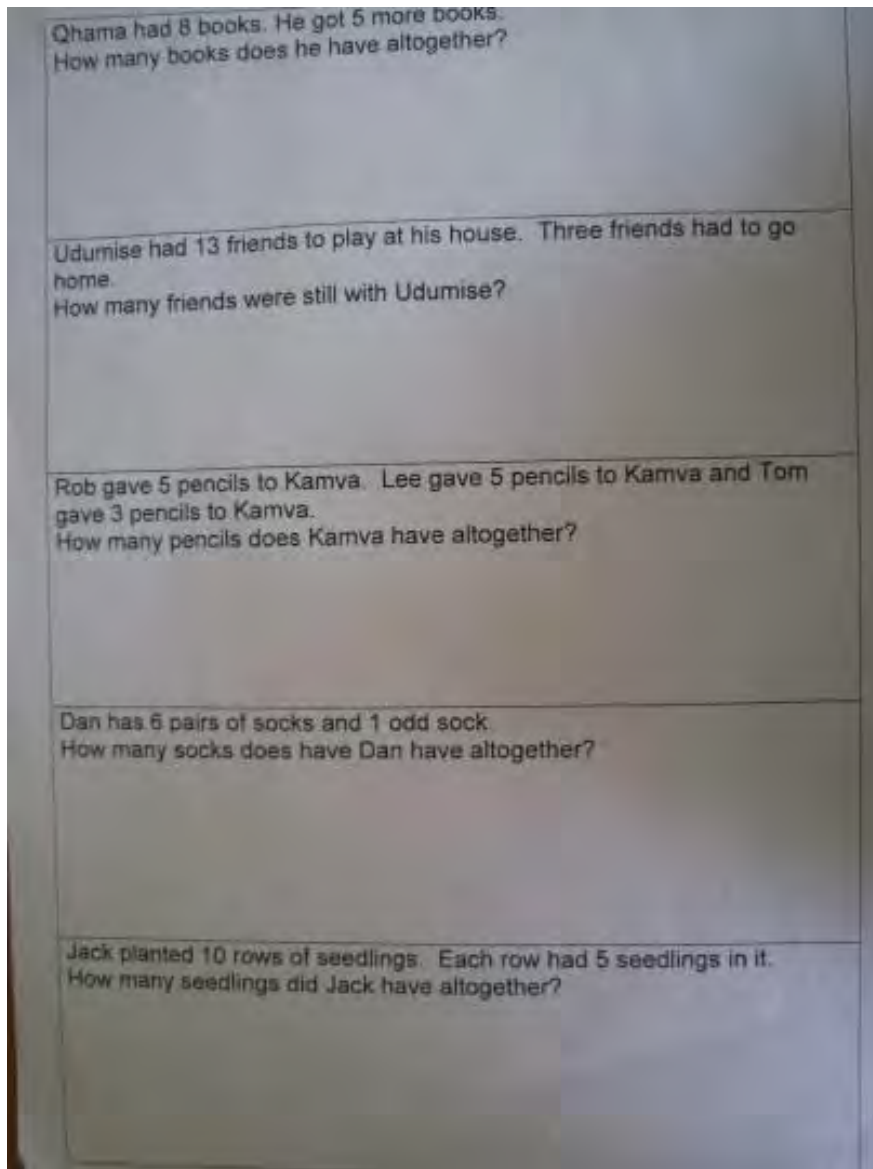 Qhama had 8 books. He got 5 more books.
How many books does he have altogether?
Udumise had 13 friends to play at his house. Three friends had to go
home.
How many friends were still with Udumise?
Rob gave 5 pencils to Kamva. Lee gave 5 pencils to Kamva and Tom
gave 3 pencils to Kamva.
How many pencils does Kamva have altogether?
Dan has 6 pairs of socks and 1 odd sock.
How many socks does have Dan have altogether?
Jack planted 10 rows of seedlings. Each row had 5 seedlings in it.
How many seedlings did Jack have altogether?